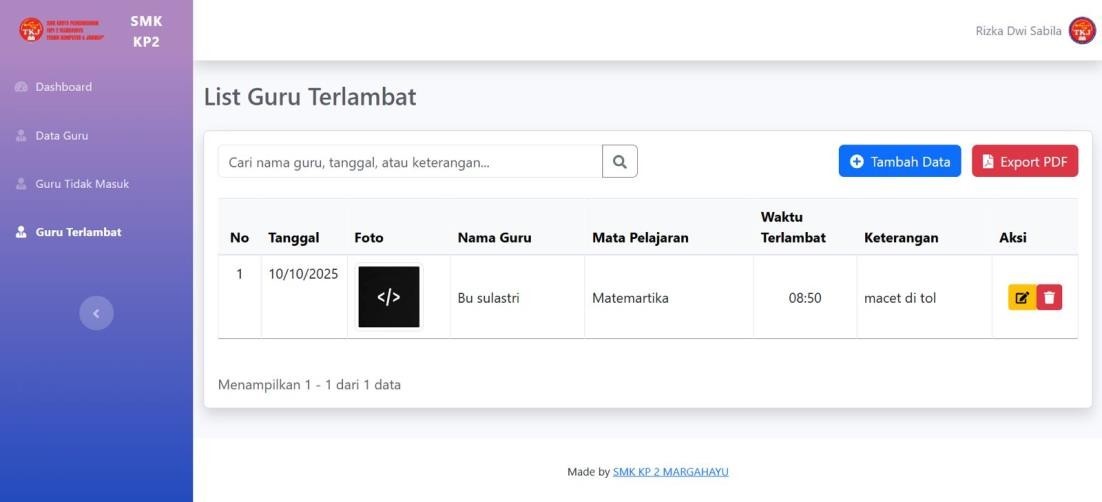 SMK
KP2
TKJ
Rizka Dwi Sabila
TKJ
Dashboard
Data Guru
Guru Tidak Masuk
Guru Terlambat
List Guru Terlambat
Cari nama guru, tanggal, atau keterangan...
Tambah Data
Export PDF
No Tanggal Foto Nama Guru Mata Pelajaran Waktu Terlambat Keterangan Aksi
1 10/10/2025 </> Bu sulastri Matemartika 08:50 macet di tol
Menampilkan 1 - 1 dari 1 data
Made by SMK KP 2 MARGAHAYU